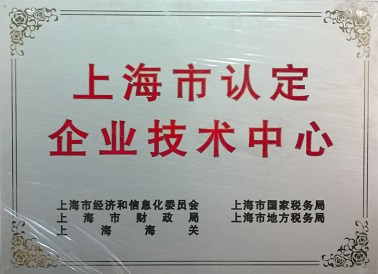 上海市认定
企业技术中心
上海市经济和信息化委员会 上海市国家税务局
上海市财政局 上海市地方税务局
上海海关